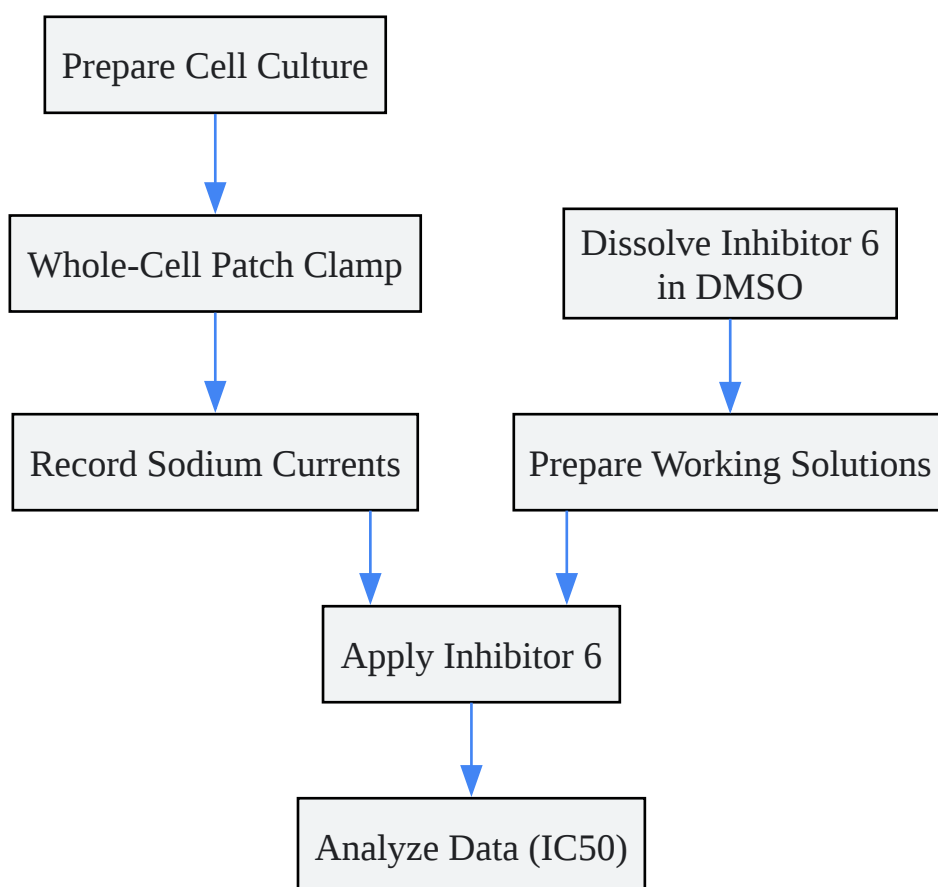 Prepare Cell Culture
Whole-Cell Patch Clamp
Dissolve Inhibitor 6
in DMSO
Record Sodium Currents
Prepare Working Solutions
Apply Inhibitor 6
Analyze Data (IC50)